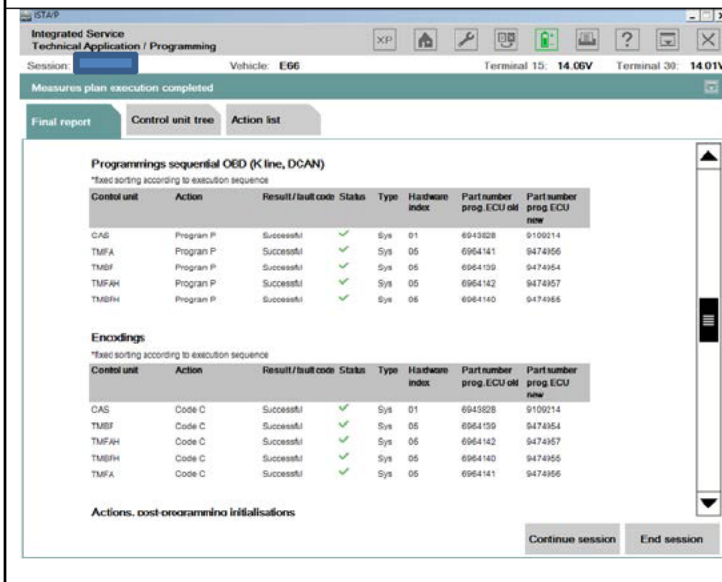 ISTA/P
Integrated Service
Technical Application / Programming
XP
?
Session:
Vehicle: E66
Terminal 15: 14.06V
Terminal 30: 14.01V
Measures plan execution completed
Final report
Control unit tree
Action list
Programmings sequential OBD (K line, DCAN)
*fixed sorting according to execution sequence
Control unit Action Result / fault code Status Type Hardware index Part number prog.ECU old Part number prog.ECU new
CAS Program P Successful Sys 01 6943828 9109214
TMFA Program P Successful Sys 05 6964141 9474956
TMBF Program P Successful Sys 05 6964139 9474954
TMFAH Program P Successful Sys 05 6964142 9474957
TMBFH Program P Successful Sys 05 6964140 9474955
Encodings
*fixed sorting according to execution sequence
Control unit Action Result / fault code Status Type Hardware index Part number prog.ECU old Part number prog.ECU new
CAS Code C Successful Sys 01 6943828 9109214
TMBF Code C Successful Sys 05 6964139 9474954
TMFAH Code C Successful Sys 05 6964142 9474957
TMBFH Code C Successful Sys 05 6964140 9474955
TMFA Code C Successful Sys 05 6964141 9474956
Actions, post-programming initialisations
Continue session
End session